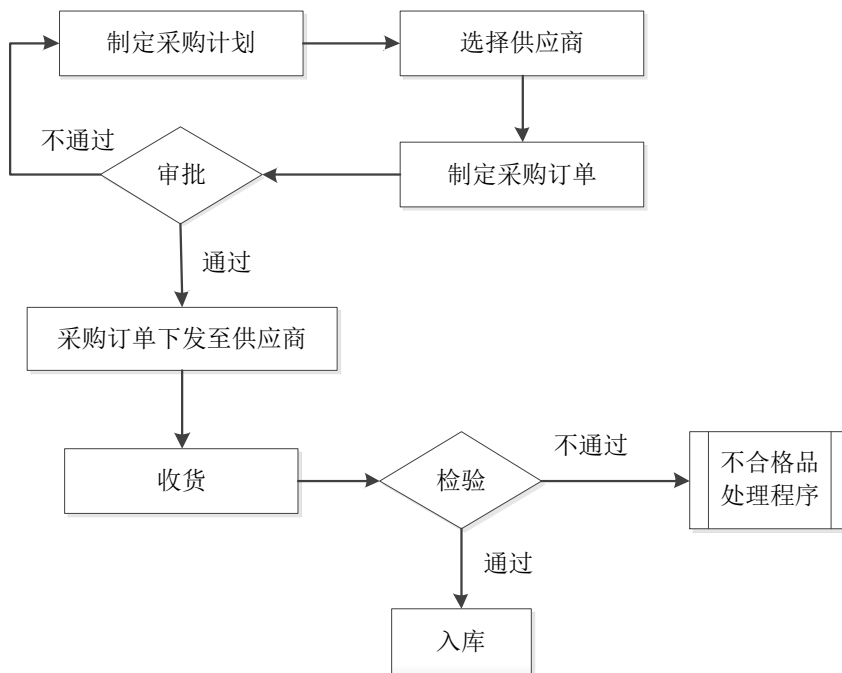 制定采购计划
选择供应商
不通过
审批
制定采购订单
通过
采购订单下发至供应商
收货
检验
不通过
不合格品
处理程序
通过
入库